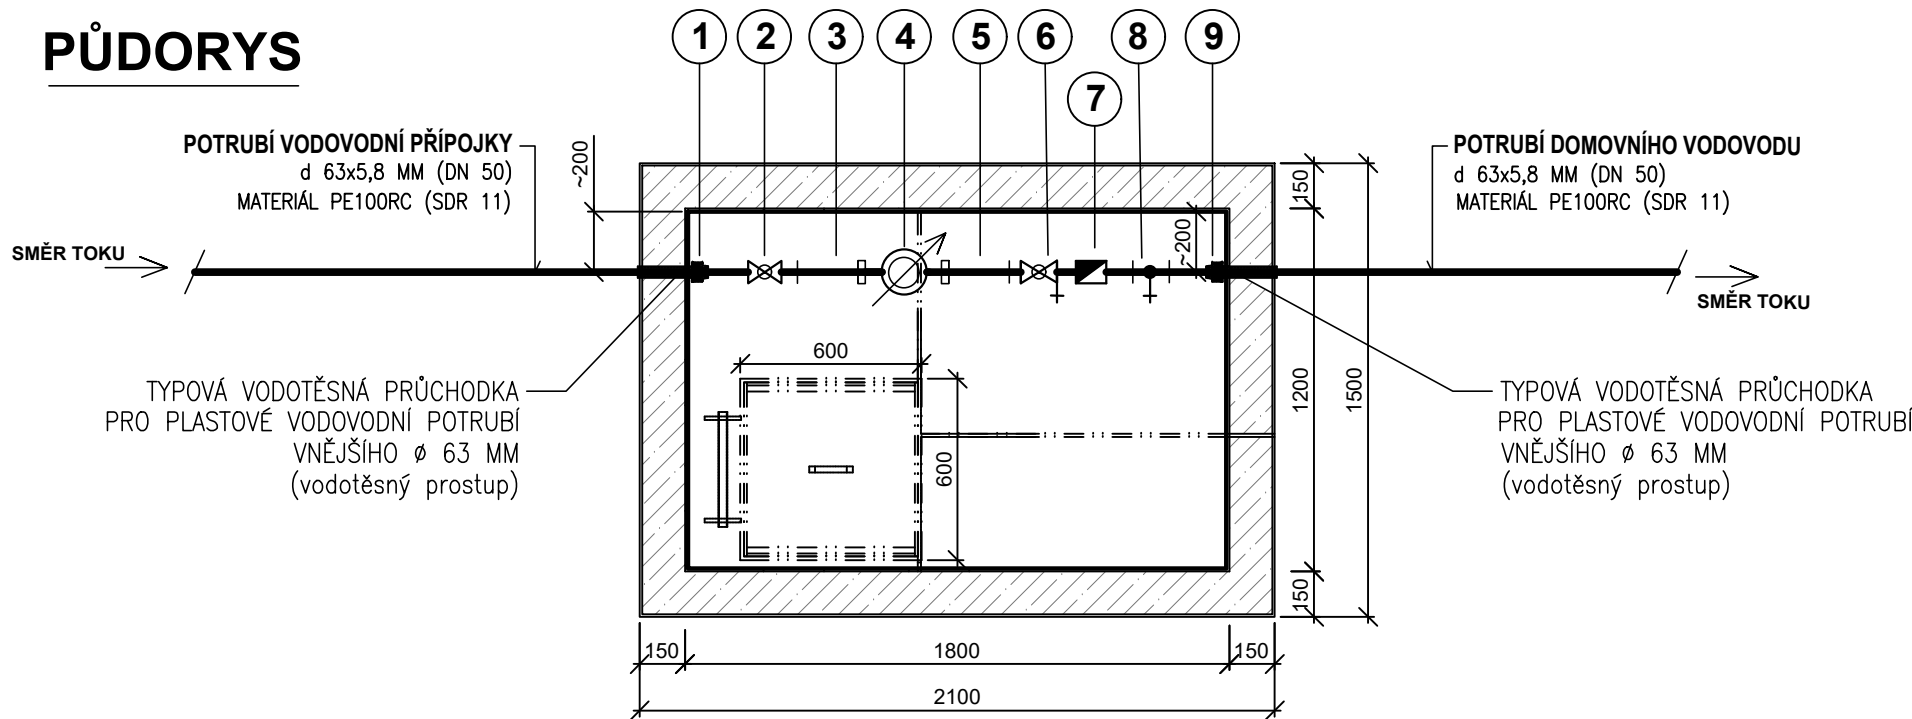 PŮDORYS
1 2 3 4 5 6 8 9
7
POTRUBÍ VODOVODNÍ PŘÍPOJKY
d 63x5,8 MM (DN 50)
MATERIÁL PE100RC (SDR 11)
~200
POTRUBÍ DOMOVNÍHO VODOVODU
d 63x5,8 MM (DN 50)
MATERIÁL PE100RC (SDR 11)
150
SMĚR TOKU
~200
SMĚR TOKU
600
600
TYPOVÁ VODOTĚSNÁ PRŮCHODKA
PRO PLASTOVÉ VODOVODNÍ POTRUBÍ
VNĚJŠÍHO ø 63 MM
(vodotěsný prostup)
1200
1500
TYPOVÁ VODOTĚSNÁ PRŮCHODKA
PRO PLASTOVÉ VODOVODNÍ POTRUBÍ
VNĚJŠÍHO ø 63 MM
(vodotěsný prostup)
150
150 1800 150
2100